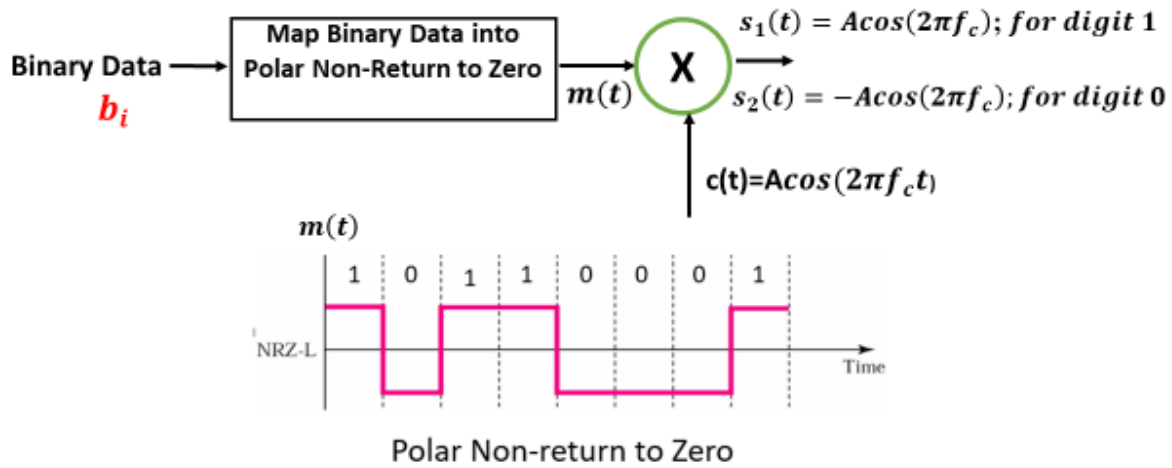 Map Binary Data into
Polar Non-Return to Zero
Binary Data
b_i
m(t)
X
s_1(t) = Acos(2πf_c); for digit 1
s_2(t) = -Acos(2πf_c); for digit 0
c(t)=Acos(2πf_ct)
m(t)
1 0 1 1 0 0 0 1
NRZ-L
Time
Polar Non-return to Zero